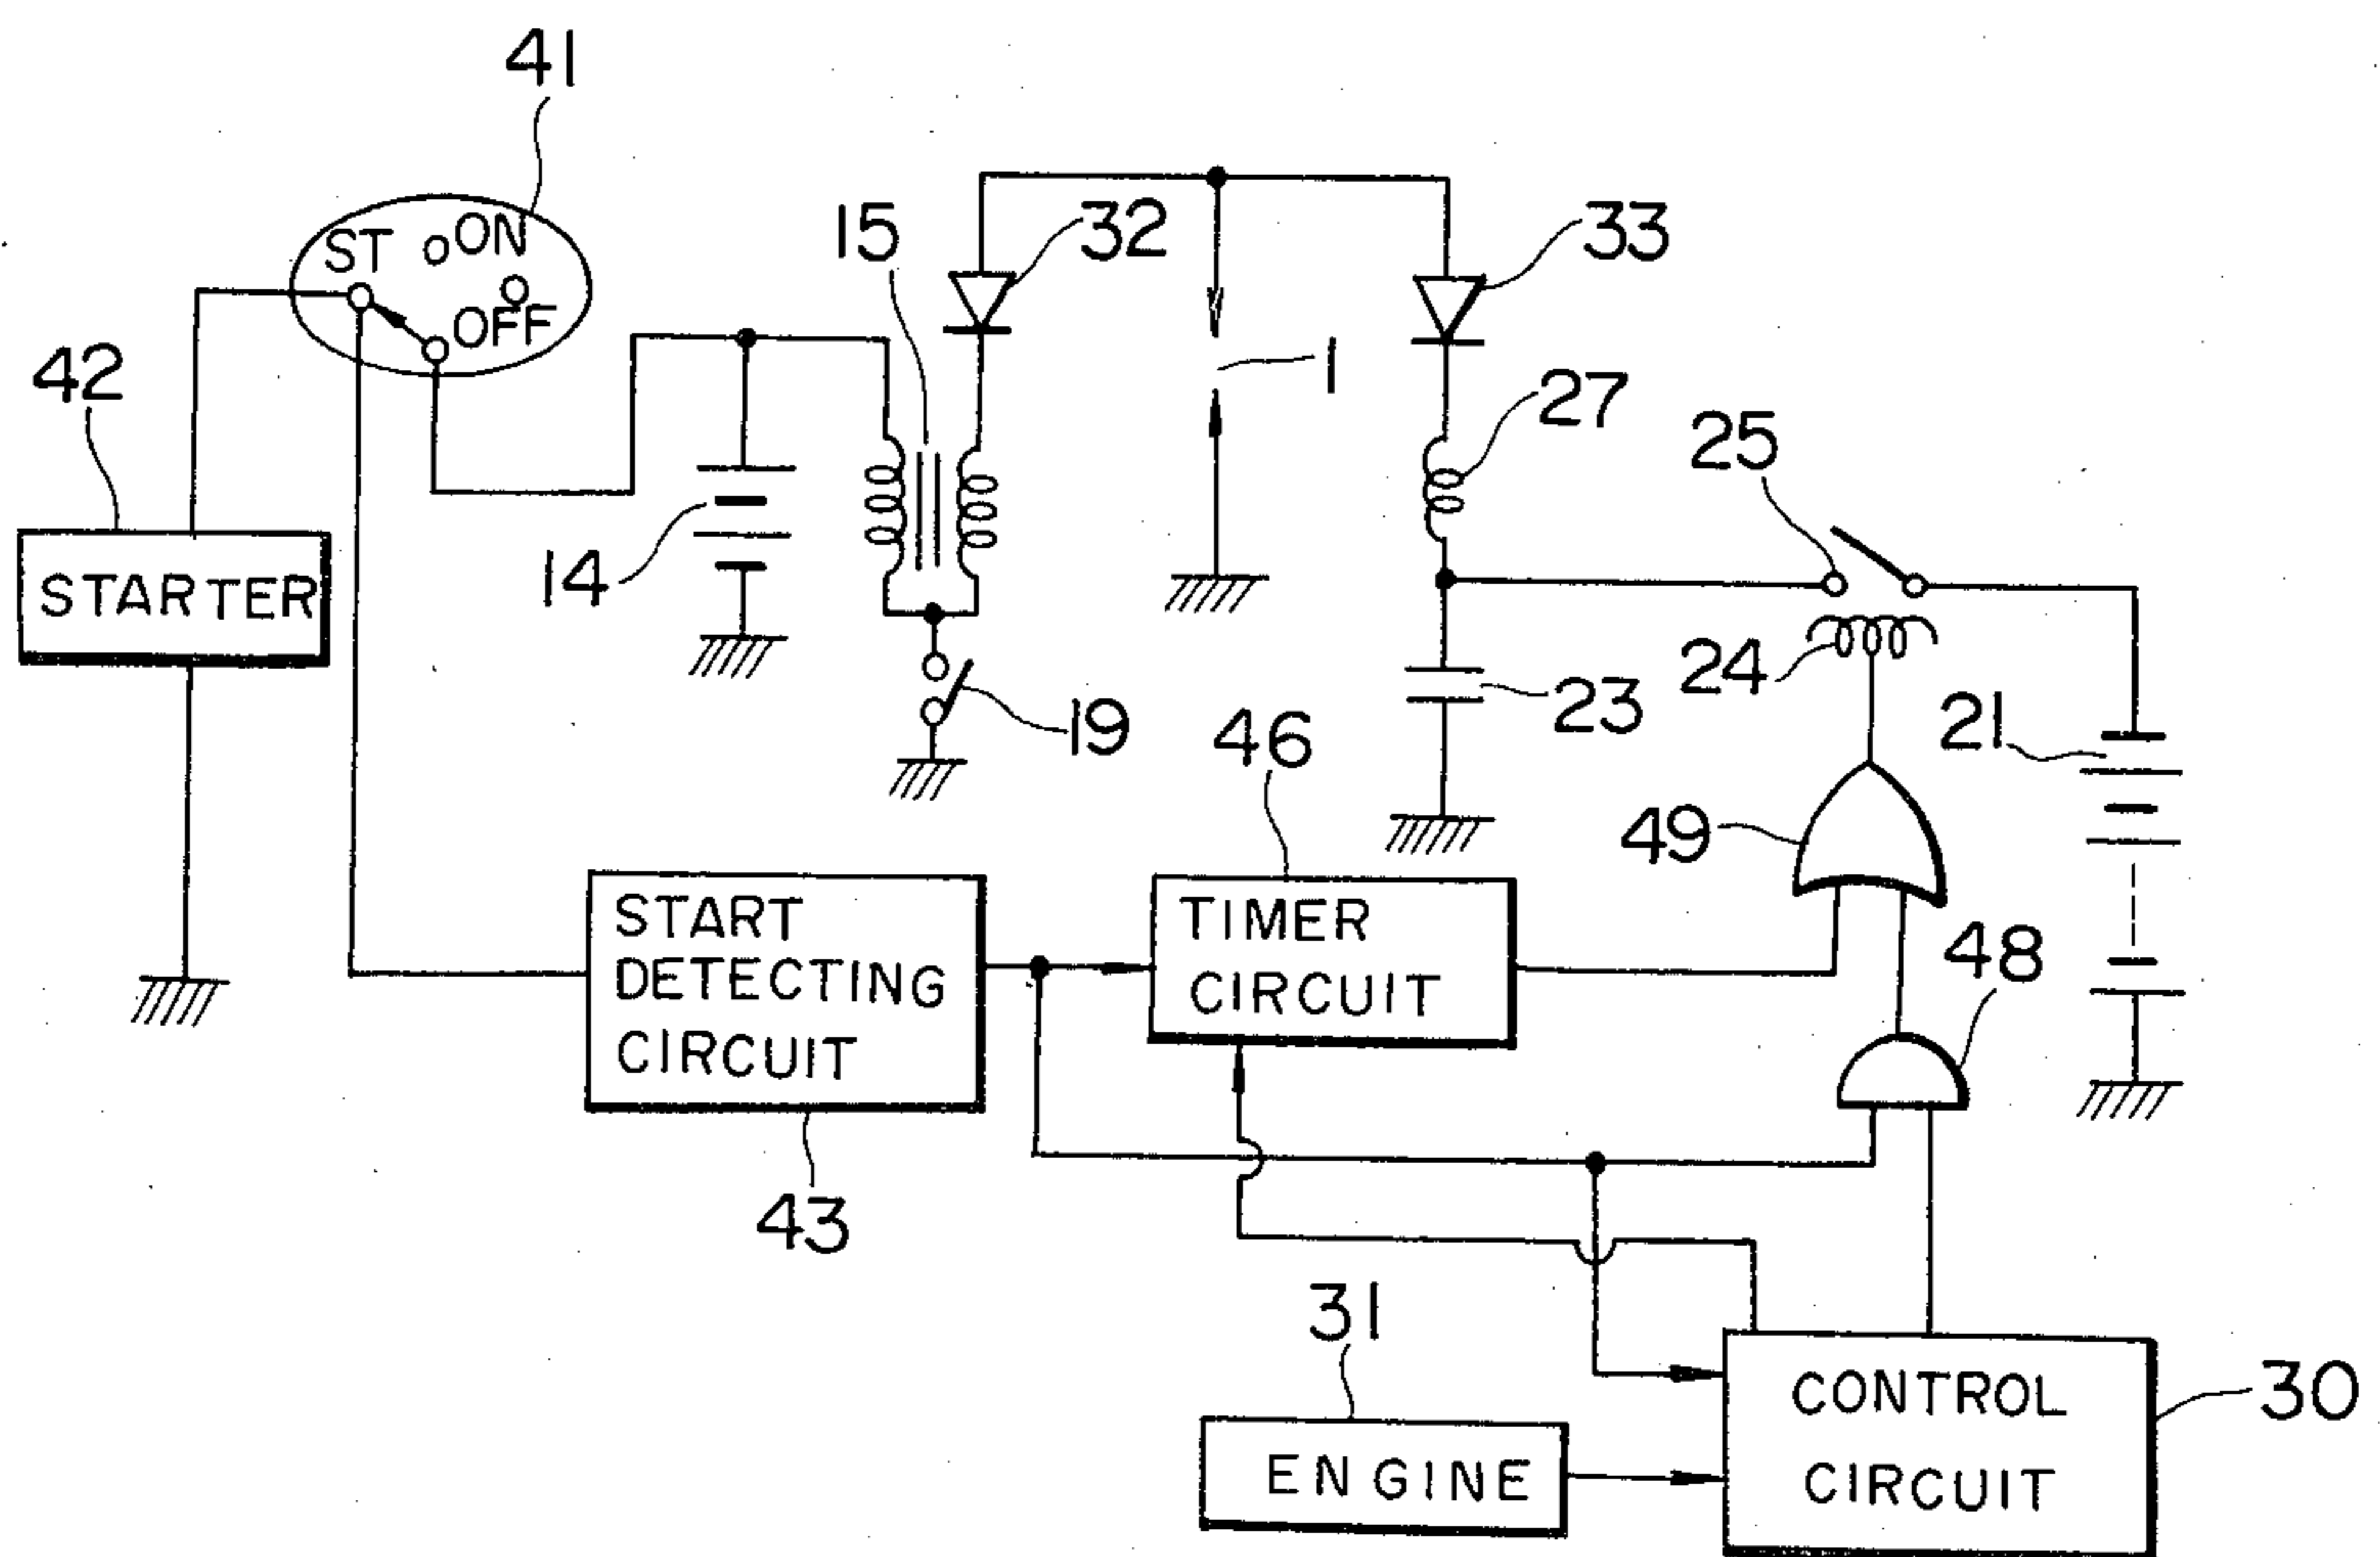 41
ST
ON
OFF
15
32
33
42
1
27
25
STARTER
14
24
23
21
19
46
49
START
DETECTING
CIRCUIT
TIMER
CIRCUIT
48
43
31
CONTROL
CIRCUIT
30
ENGINE